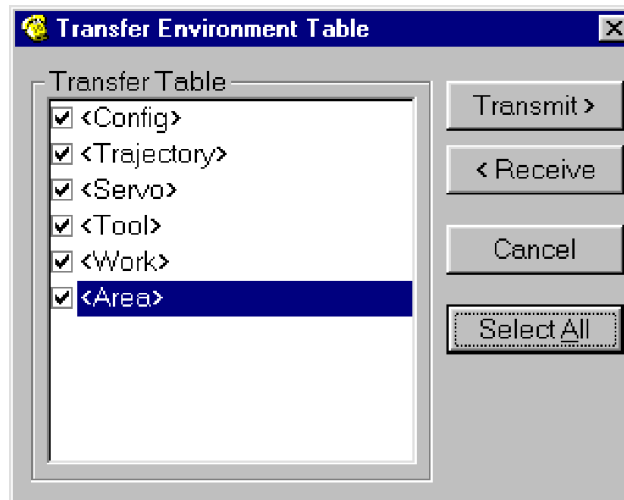 Transfer Environment Table
Transfer Table
<Config>
<Trajectory>
<Servo>
<Tool>
<Work>
<Area>
Transmit >
< Receive
Cancel
Select All